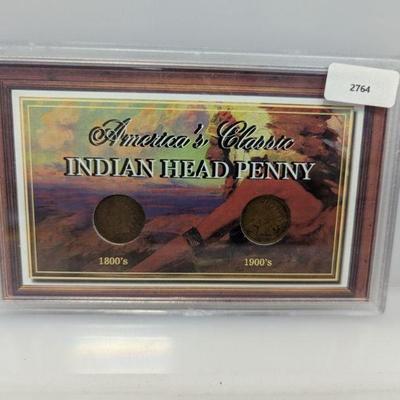 2764
America's Classic
INDIAN HEAD PENNY
1800's
1900's